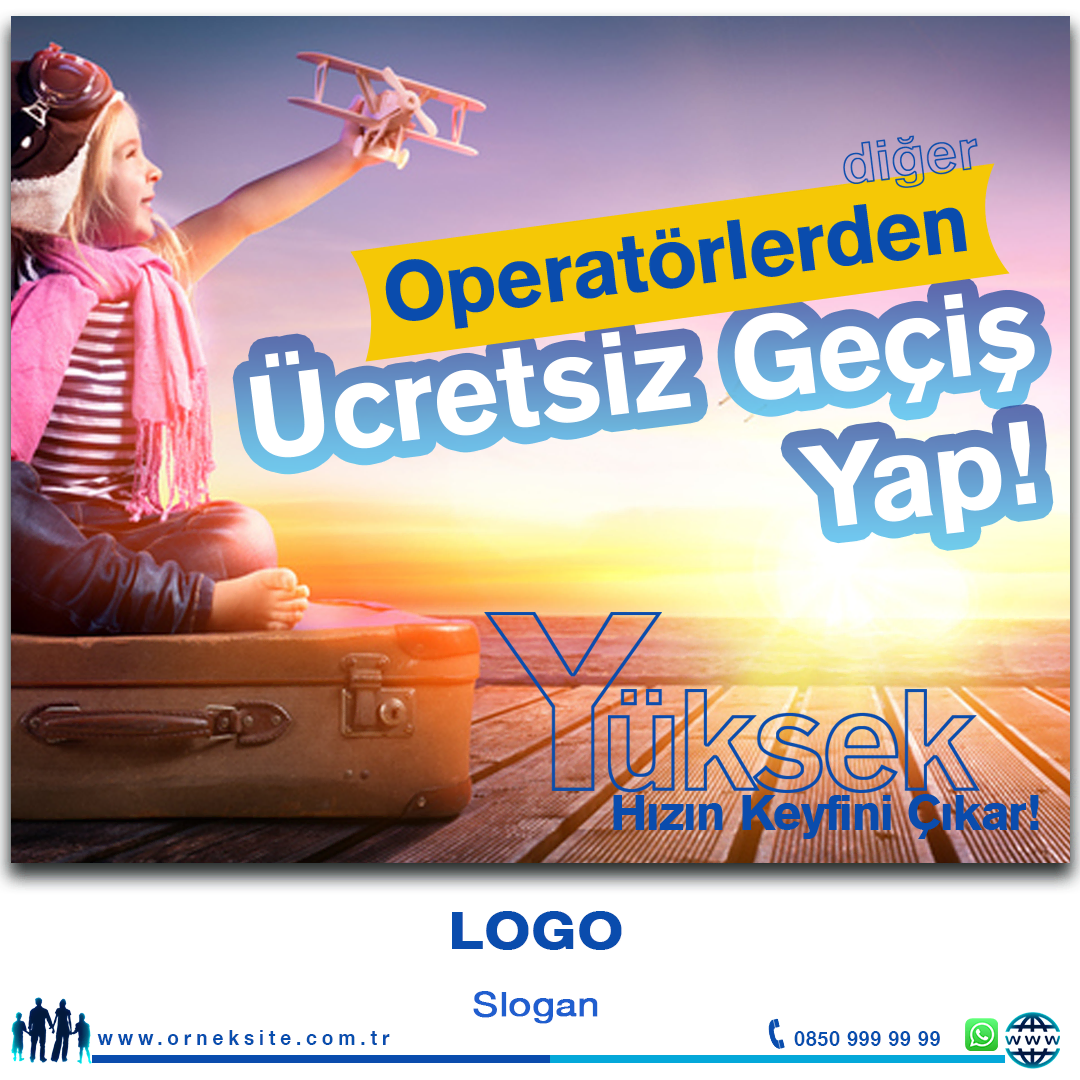 diğer
Operatörlerden
Ücretsiz Geçiş
Yap!
Yüksek
Hızın Keyfini Çıkar!
LOGO
Slogan
www.orneksite.com.tr
0850 999 99 99
WWW